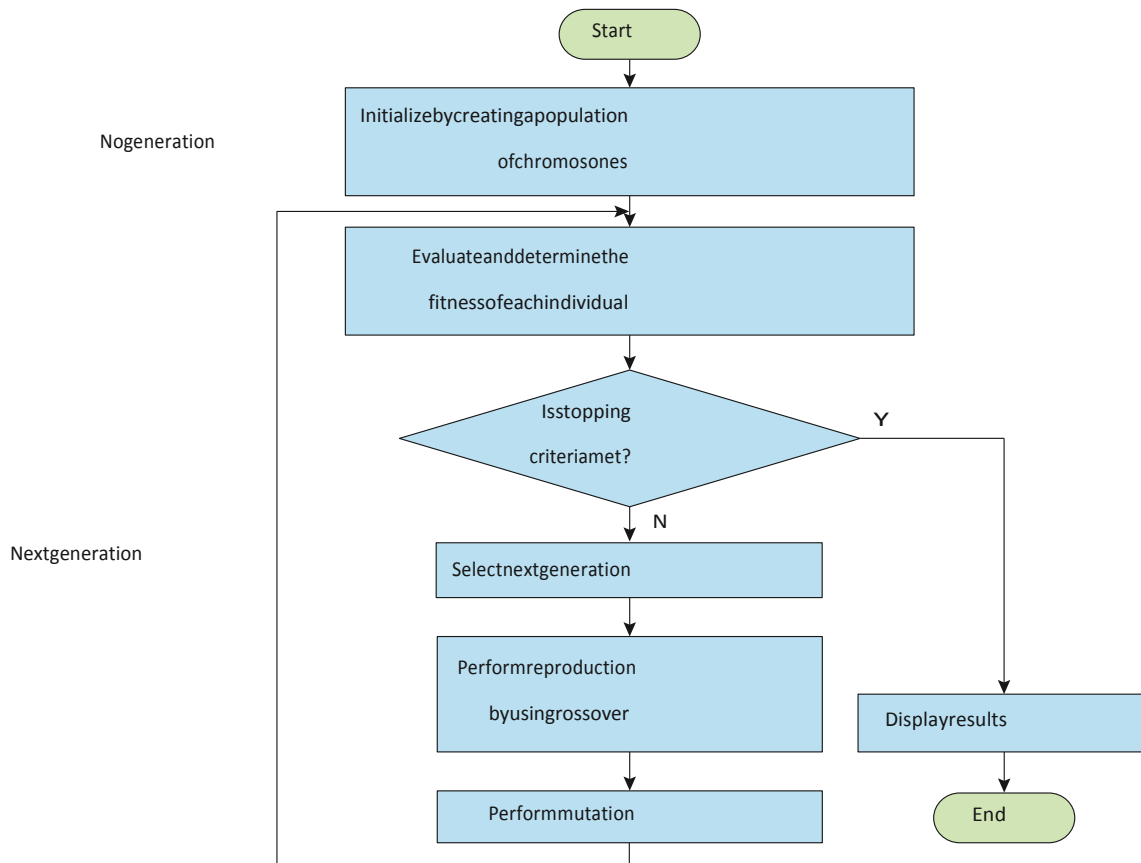 Start
Initializebycreatingapopulation
ofchromosones
Nogeneration
Evaluateanddeterminethe
fitnessofeachindividual
Isstopping
criteriamet?
Y
N
Nextgeneration
Selectnextgeneration
Performreproduction
byusingrossover
Displayresults
Performmutation
End